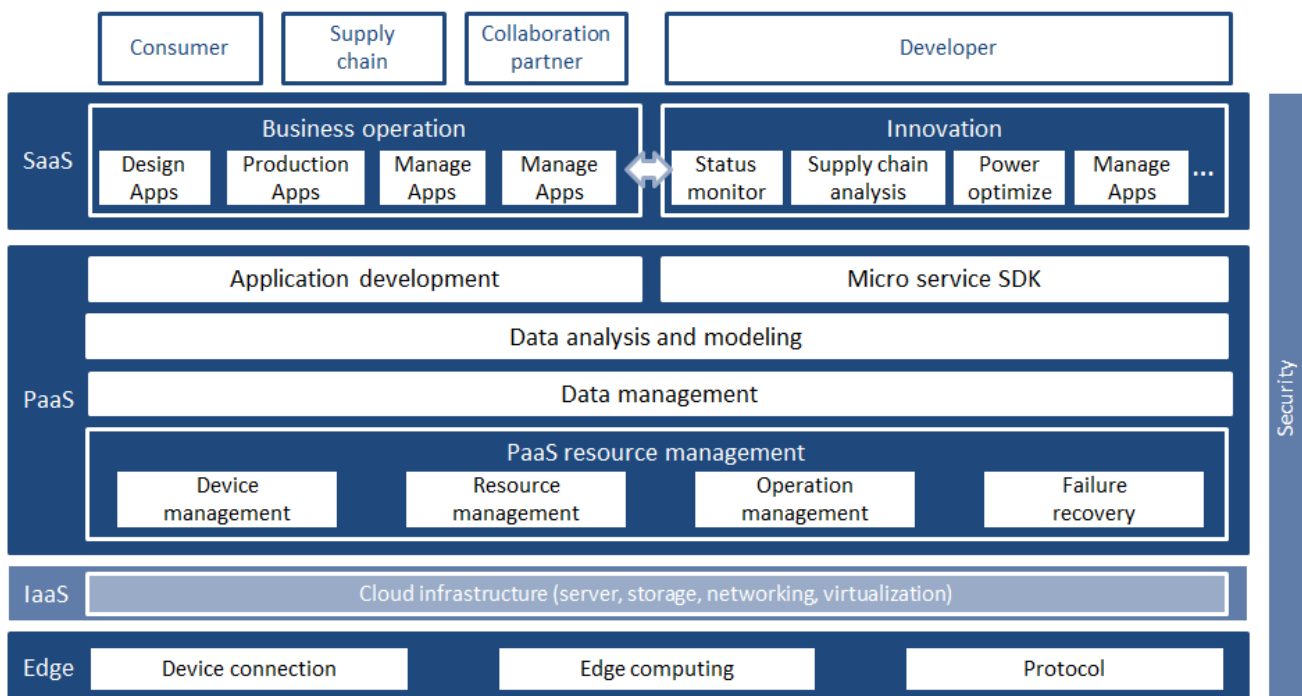 Consumer
Supply
chain
Collaboration
partner
Developer
SaaS
Business operation
Design
Apps
Production
Apps
Manage
Apps
Manage
Apps
Innovation
Status
monitor
Supply chain
analysis
Power
optimize
Manage
Apps
...
PaaS
Application development
Micro service SDK
Data analysis and modeling
Data management
PaaS resource management
Device
management
Resource
management
Operation
management
Failure
recovery
IaaS
Cloud infrastructure (server, storage, networking, virtualization)
Edge
Device connection
Edge computing
Protocol
Security